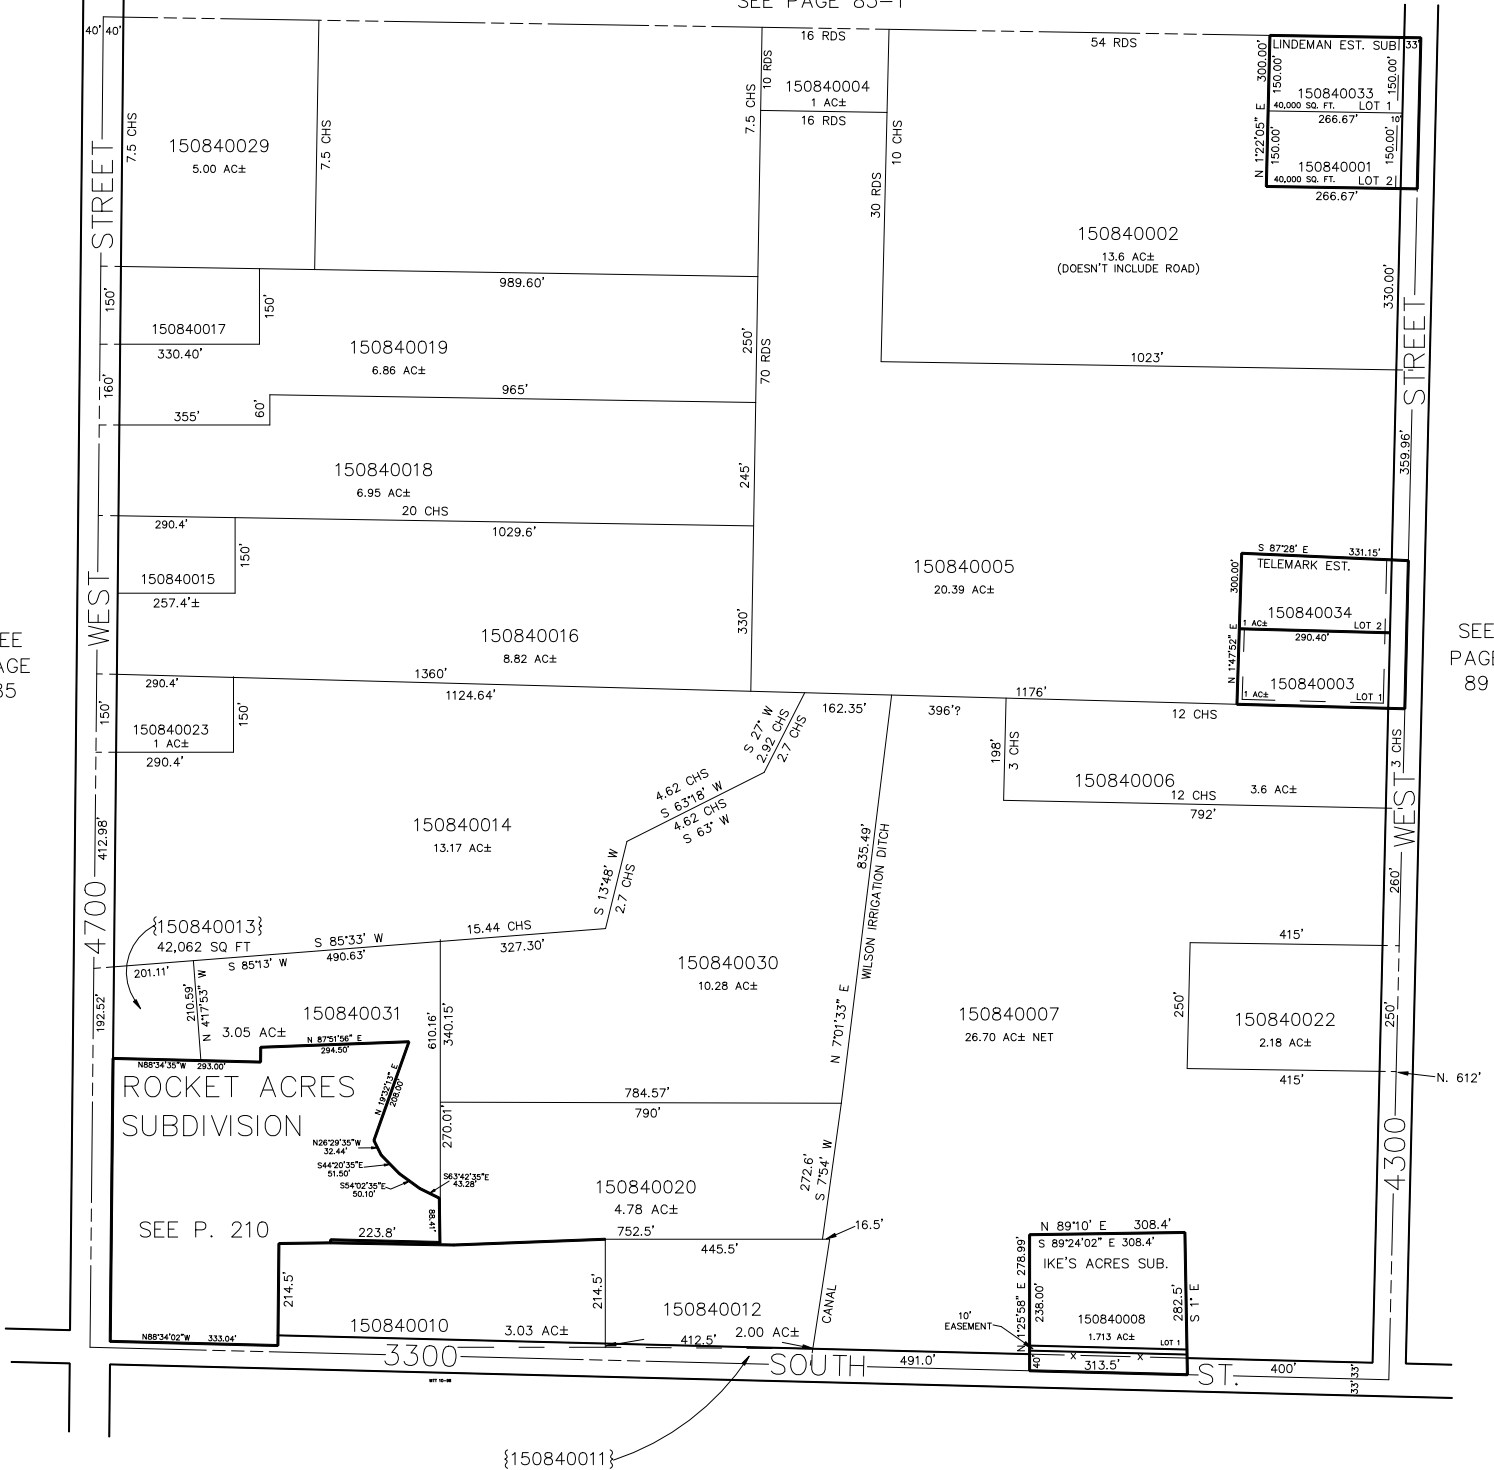 SEE PAGE 85-1
40' 40'
16 RDS
54 RDS
10 RDS
150840004
1 AC±
16 RDS
7.5 CHS
7.5 CHS
7.5 CHS
10 CHS
30 RDS
150840029
5.00 AC±
STREET
LINDEMAN EST. SUB
33'
300.00'
150.00'
150.00'
150840033
40,000 SQ. FT. LOT 1
266.67'
10'
N 1°22'05" E
150.00'
150.00'
150840001
40,000 SQ. FT. LOT 2
266.67'
150840002
13.6 AC±
(DOESN'T INCLUDE ROAD)
330.00'
1023'
STREET
989.60'
150'
150'
150840017
330.40'
150840019
6.86 AC±
250'
70 RDS
160'
355'
60'
965'
150840018
6.95 AC±
245'
359.96'
20 CHS
290.4'
1029.6'
150'
150840015
257.4'±
WEST
150840016
8.82 AC±
330'
150840005
20.39 AC±
S 87°28' E 331.15'
TELEMARK EST.
300.00'
150840034
1 AC± LOT 2
290.40'
N 1°47'52" E
150840003
1 AC± LOT 1
SEE
PAGE
89
1360'
290.4'
1124.64'
150'
150'
150840023
1 AC±
290.4'
162.35'
396'?
1176'
12 CHS
S 27° W
2.92 CHS
2.7 CHS
198'
3 CHS
150840006
3.6 AC±
12 CHS
792'
3 CHS
WEST
4.62 CHS
S 63°18' W
4.62 CHS
S 63° W
412.98'
150840014
13.17 AC±
835.49'
WILSON IRRIGATION DITCH
S 13°48' W
2.7 CHS
260'
4700
{150840013}
42,062 SQ FT
S 85°33' W
15.44 CHS
327.30'
490.63'
S 85°13' W
201.11'
415'
192.52'
210.59'
N 4°17'53" W
150840031
3.05 AC±
610.16'
340.15'
150840030
10.28 AC±
N 7°01'33" E
150840007
26.70 AC± NET
250'
150840022
2.18 AC±
250'
415'
N. 612'
N 87°51'56" E
294.50'
N88°34'35"W 293.00'
ROCKET ACRES
SUBDIVISION
N 19°32'13" E
208.00'
N26°29'35"W
32.44'
S44°20'35"E
51.50'
S54°02'35"E
50.10'
S63°42'35"E
43.28'
88.41'
270.01'
784.57'
790'
272.6'
S 7°54' W
4300
150840020
4.78 AC±
752.5'
445.5'
16.5'
SEE P. 210
223.8'
214.5'
214.5'
150840010
3.03 AC±
150840012
2.00 AC±
412.5'
CANAL
N 89°10' E 308.4'
S 89°24'02" E 308.4'
IKE'S ACRES SUB.
278.99'
N 1°25'58" E
238.00'
282.5'
S 1° E
150840008
1.713 AC±
LOT 1
10'
EASEMENT
40'
X X
313.5'
N88°34'02"W 333.04'
3300
SOUTH
491.0'
ST.
400'
33' 33'
{150840011}